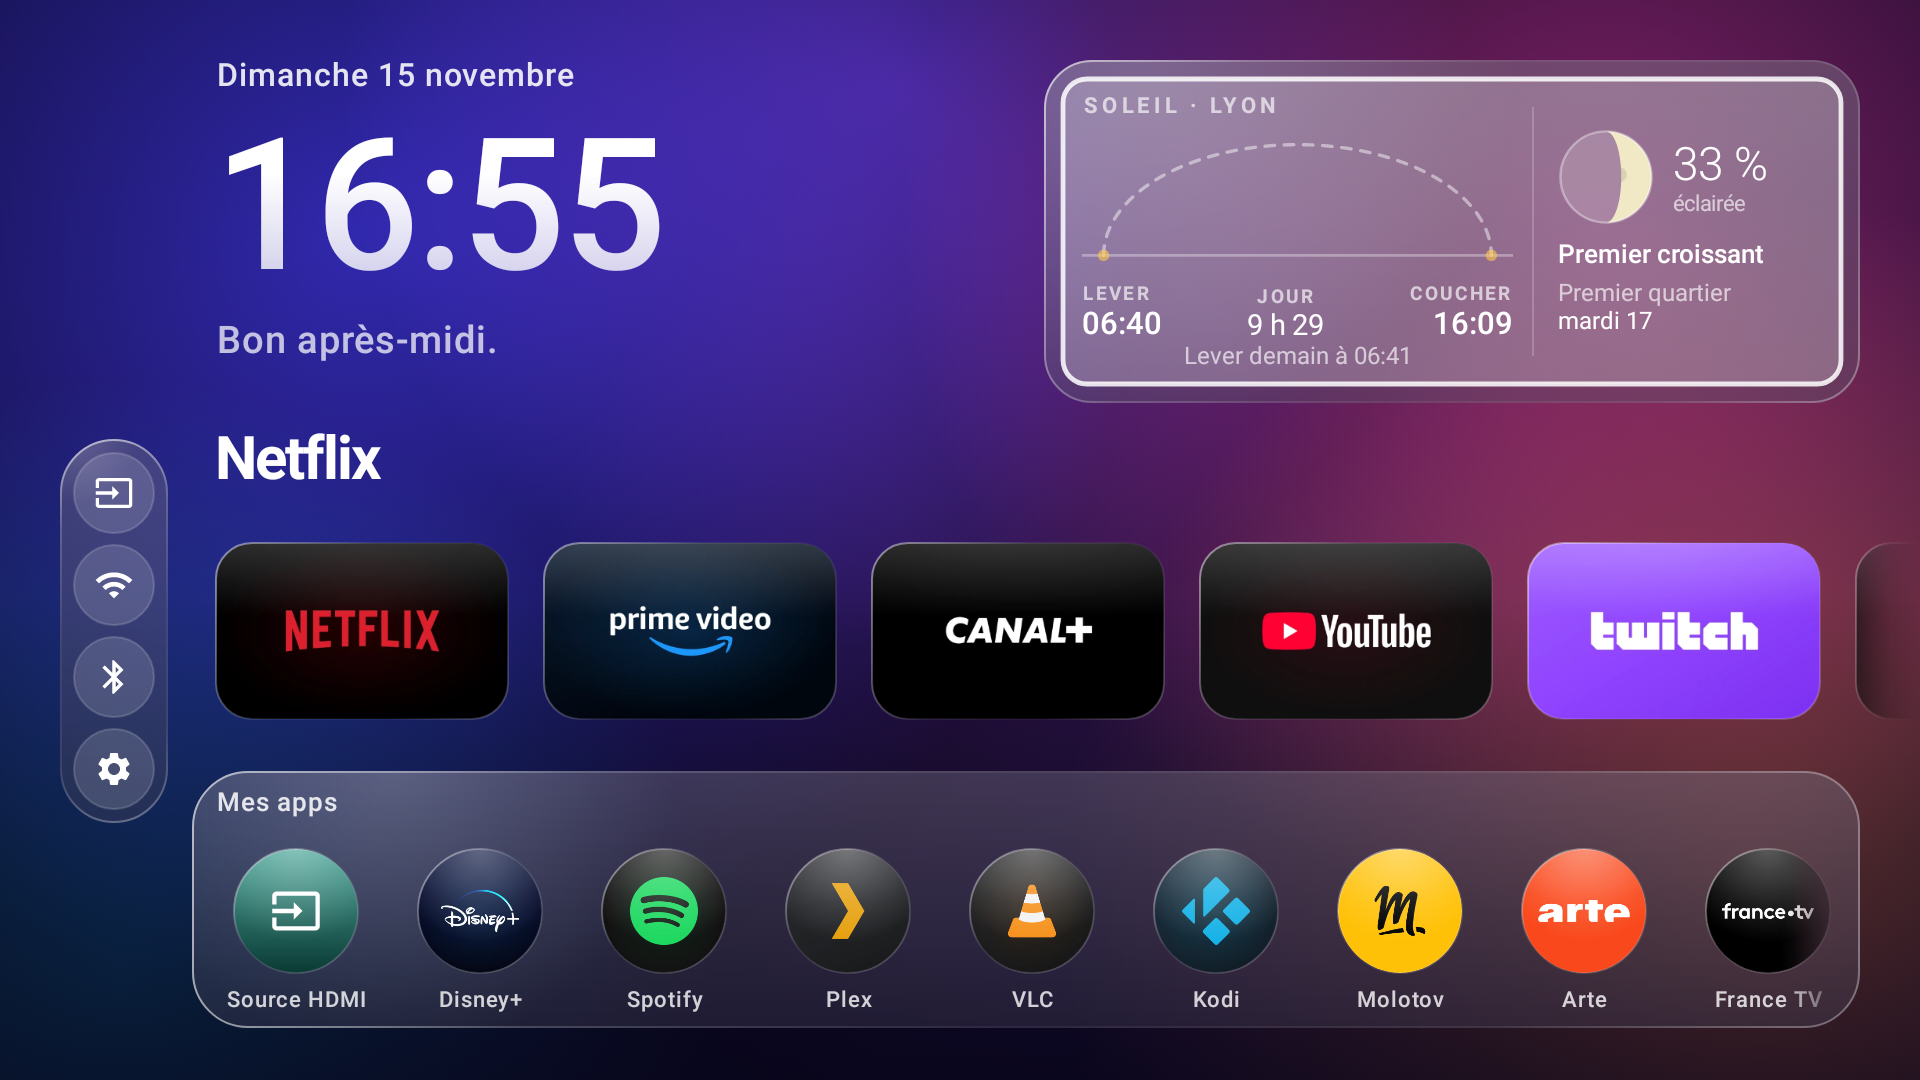 Dimanche 15 novembre
16:55
Bon après-midi.
SOLEIL · LYON
LEVER
06:40
JOUR
9 h 29
COUCHER
16:09
Lever demain à 06:41
33 %
éclairée
Premier croissant
Premier quartier
mardi 17
Netflix
NETFLIX
prime video
CANAL+
YouTube
twitch
Mes apps
Disney+
M.
arte
france•tv
Source HDMI
Disney+
Spotify
Plex
VLC
Kodi
Molotov
Arte
France TV